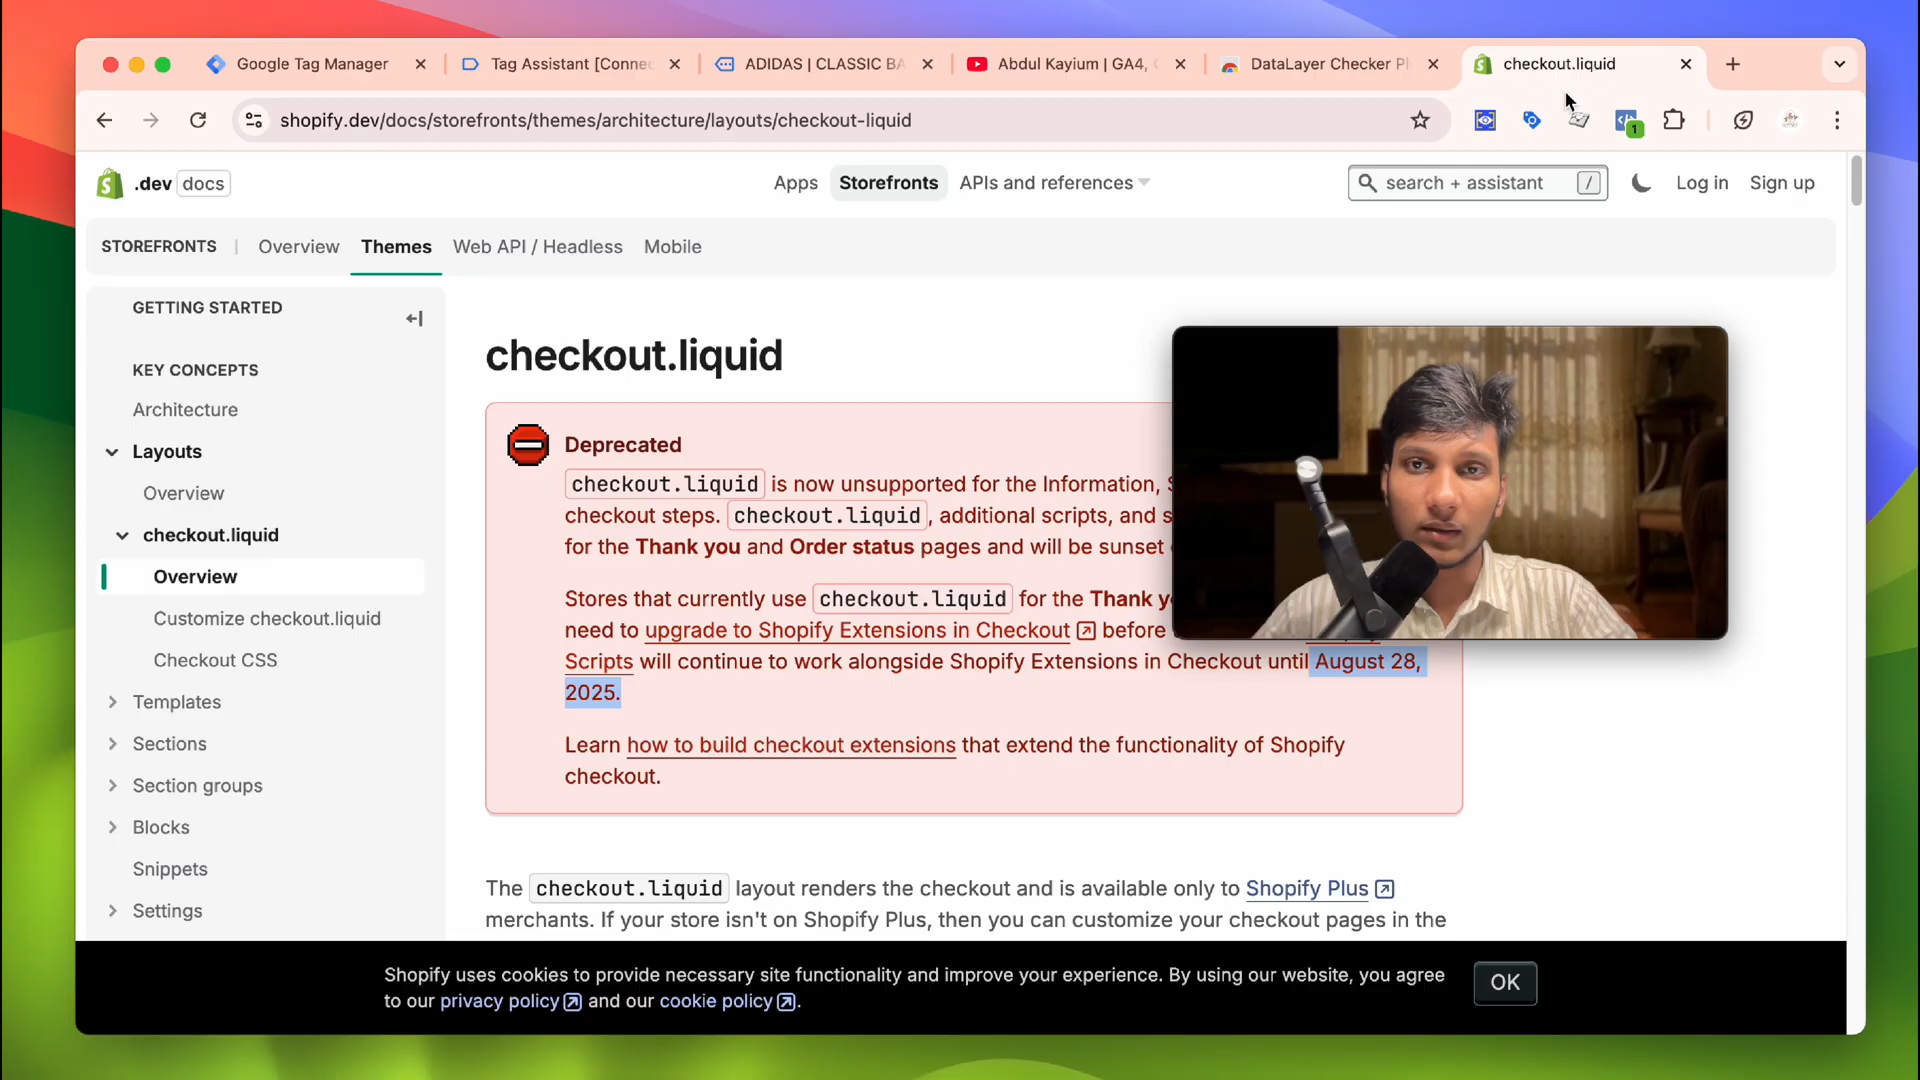 Google Tag Manager
Tag Assistant [Conne
ADIDAS | CLASSIC BA
Abdul Kayium | GA4,
DataLayer Checker Pl
checkout.liquid
shopify.dev/docs/storefronts/themes/architecture/layouts/checkout-liquid
1
.dev docs
Apps
Storefronts
APIs and references
search + assistant /
Log in
Sign up
STOREFRONTS
Overview
Themes
Web API / Headless
Mobile
GETTING STARTED
KEY CONCEPTS
Architecture
Layouts
Overview
checkout.liquid
Overview
Customize checkout.liquid
Checkout CSS
Templates
Sections
Section groups
Blocks
Snippets
Settings
checkout.liquid
Deprecated
checkout.liquid is now unsupported for the Information,
checkout steps. checkout.liquid, additional scripts, and
for the Thank you and Order status pages and will be sunset
Stores that currently use checkout.liquid for the Thank
need to upgrade to Shopify Extensions in Checkout before
Scripts will continue to work alongside Shopify Extensions in Checkout until August 28,
2025.
Learn how to build checkout extensions that extend the functionality of Shopify
checkout.
The checkout.liquid layout renders the checkout and is available only to Shopify Plus
merchants. If your store isn't on Shopify Plus, then you can customize your checkout pages in the
Shopify uses cookies to provide necessary site functionality and improve your experience. By using our website, you agree
to our privacy policy and our cookie policy.
OK